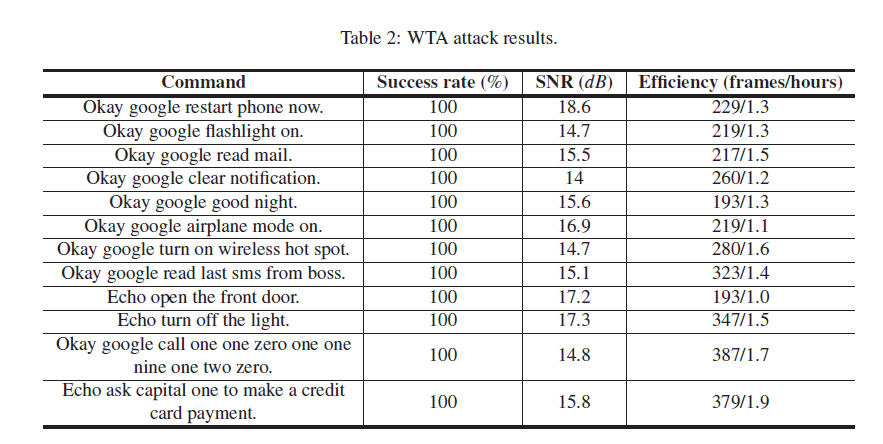 Table 2: WTA attack results.
Command Success rate (%) SNR (dB) Efficiency (frames/hours)
Okay google restart phone now. 100 18.6 229/1.3
Okay google flashlight on. 100 14.7 219/1.3
Okay google read mail. 100 15.5 217/1.5
Okay google clear notification. 100 14 260/1.2
Okay google good night. 100 15.6 193/1.3
Okay google airplane mode on. 100 16.9 219/1.1
Okay google turn on wireless hot spot. 100 14.7 280/1.6
Okay google read last sms from boss. 100 15.1 323/1.4
Echo open the front door. 100 17.2 193/1.0
Echo turn off the light. 100 17.3 347/1.5
Okay google call one one zero one one
nine one two zero. 100 14.8 387/1.7
Echo ask capital one to make a credit
card payment. 100 15.8 379/1.9